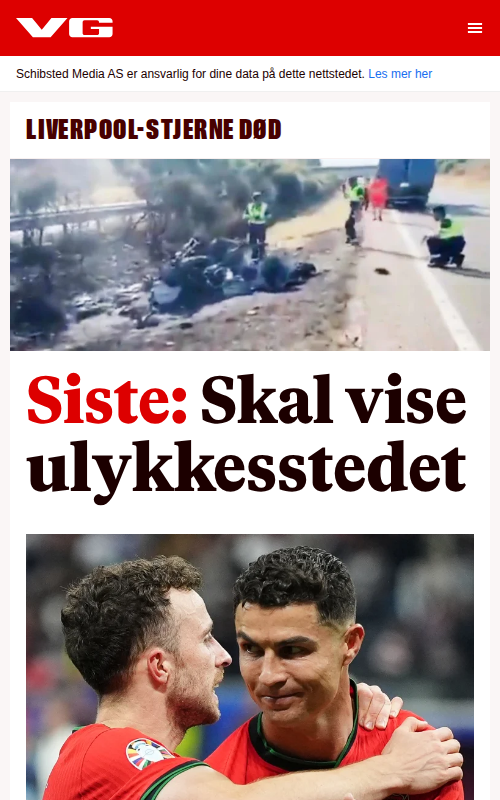 VG
Schibsted Media AS er ansvarlig for dine data på dette nettstedet. Les mer her
LIVERPOOL-STJERNE DØD
Siste: Skal vise
ulykkesstedet